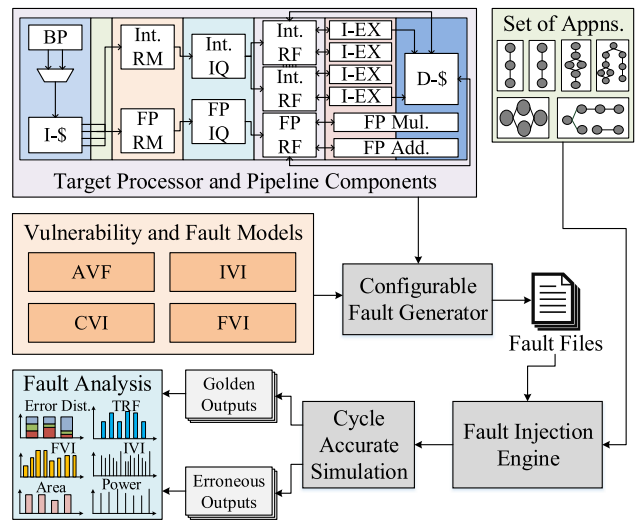 BP
I-$
Int.
RM
FP
RM
Int.
IQ
FP
IQ
Int.
RF
Int.
RF
FP
RF
I-EX
I-EX
I-EX
I-EX
FP Mul.
FP Add.
D-$
Target Processor and Pipeline Components
Set of Appns.
Vulnerability and Fault Models
AVF
IVI
CVI
FVI
Configurable
Fault Generator
Fault Files
Fault Analysis
Error Dist.
TRF
FVI
IVI
Area
Power
Golden
Outputs
Erroneous
Outputs
Cycle
Accurate
Simulation
Fault Injection
Engine